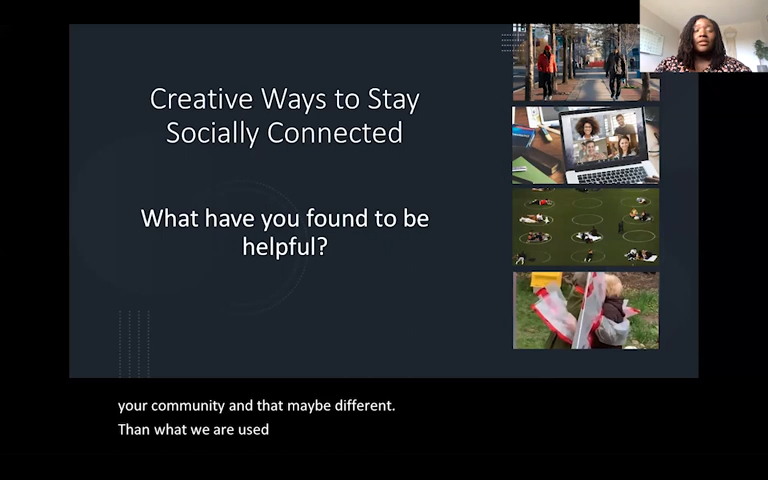 Creative Ways to Stay
Socially Connected
What have you found to be
helpful?
your community and that maybe different.
Than what we are used